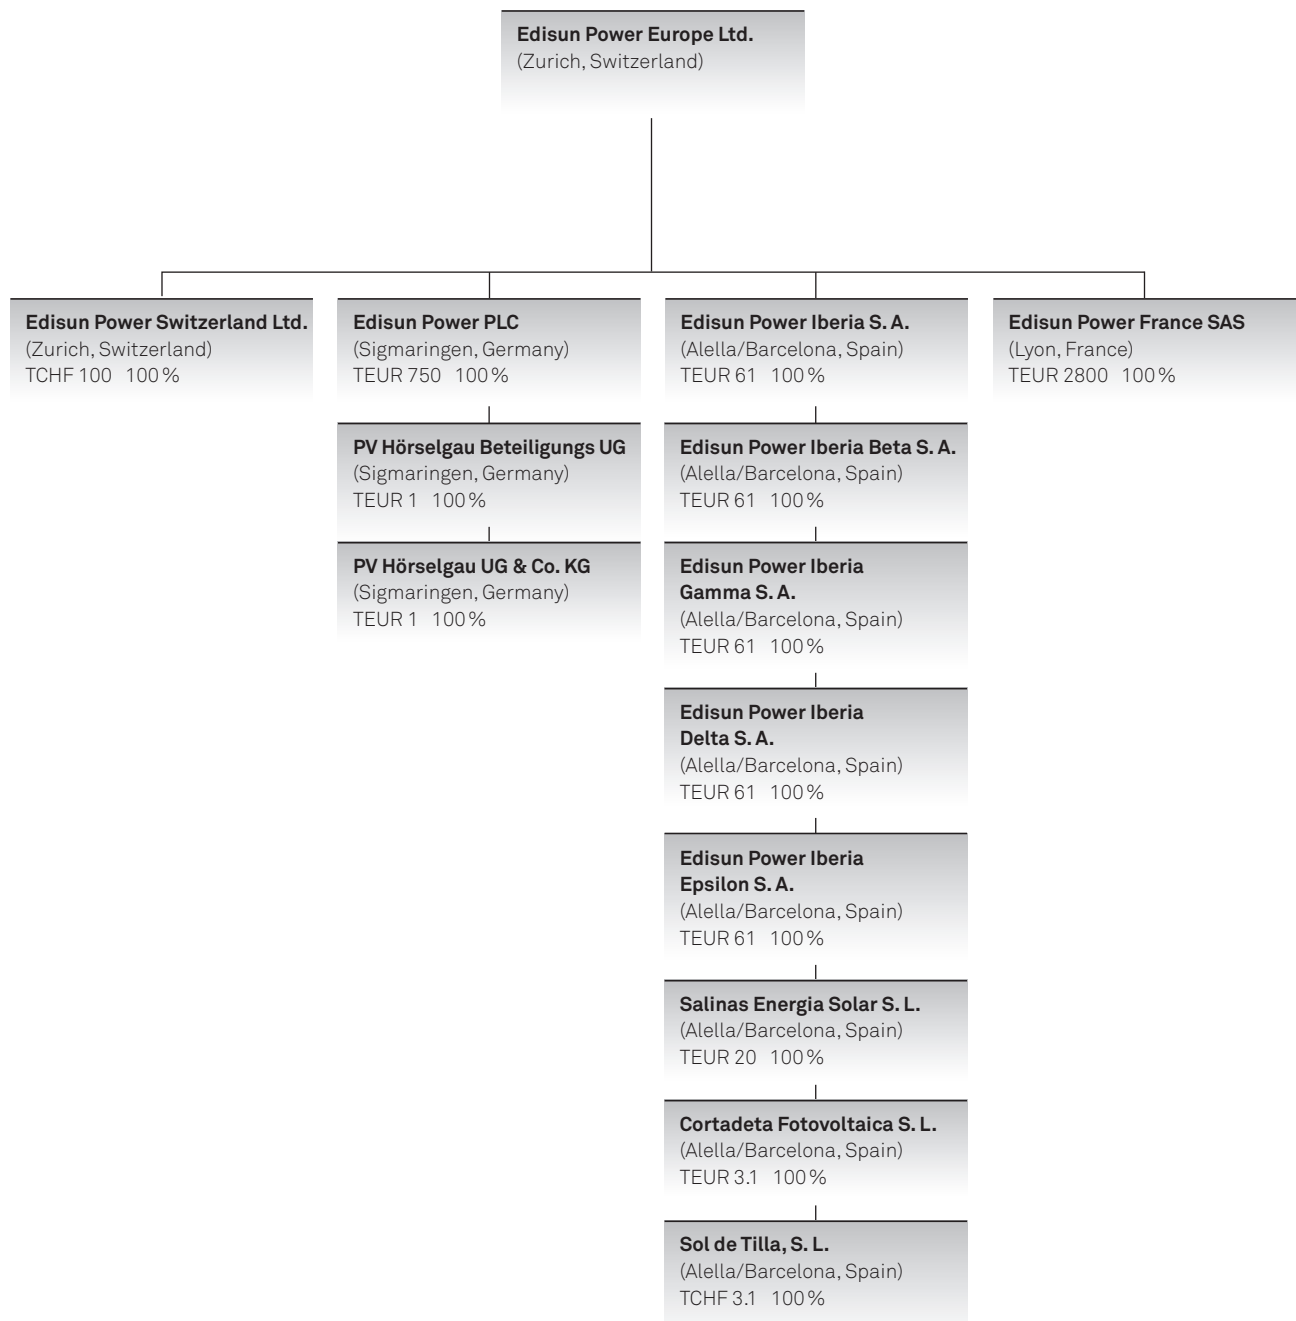 Edisun Power Europe Ltd.
(Zurich, Switzerland)
Edisun Power Switzerland Ltd.
(Zurich, Switzerland)
TCHF 100 100%
Edisun Power PLC
(Sigmaringen, Germany)
TEUR 750 100%
PV Hörselgau Beteiligungs UG
(Sigmaringen, Germany)
TEUR 1 100%
PV Hörselgau UG & Co. KG
(Sigmaringen, Germany)
TEUR 1 100%
Edisun Power Iberia S. A.
(Alella/Barcelona, Spain)
TEUR 61 100%
Edisun Power Iberia Beta S. A.
(Alella/Barcelona, Spain)
TEUR 61 100%
Edisun Power Iberia
Gamma S. A.
(Alella/Barcelona, Spain)
TEUR 61 100%
Edisun Power Iberia
Delta S. A.
(Alella/Barcelona, Spain)
TEUR 61 100%
Edisun Power Iberia
Epsilon S. A.
(Alella/Barcelona, Spain)
TEUR 61 100%
Salinas Energia Solar S. L.
(Alella/Barcelona, Spain)
TEUR 20 100%
Cortadeta Fotovoltaica S. L.
(Alella/Barcelona, Spain)
TEUR 3.1 100%
Sol de Tilla, S. L.
(Alella/Barcelona, Spain)
TCHF 3.1 100%
Edisun Power France SAS
(Lyon, France)
TEUR 2800 100%